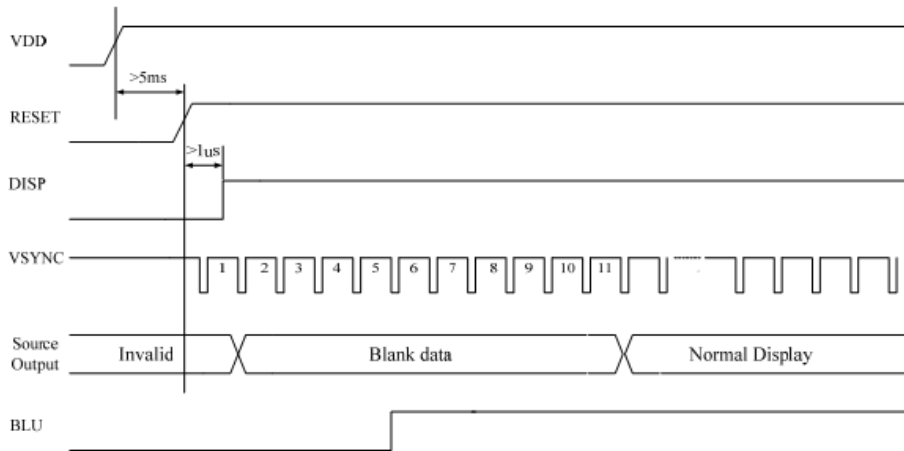 VDD
>5ms
RESET
>1us
DISP
VSYNC 1 2 3 4 5 6 7 8 9 10 11
Source
Output
Invalid Blank data Normal Display
BLU